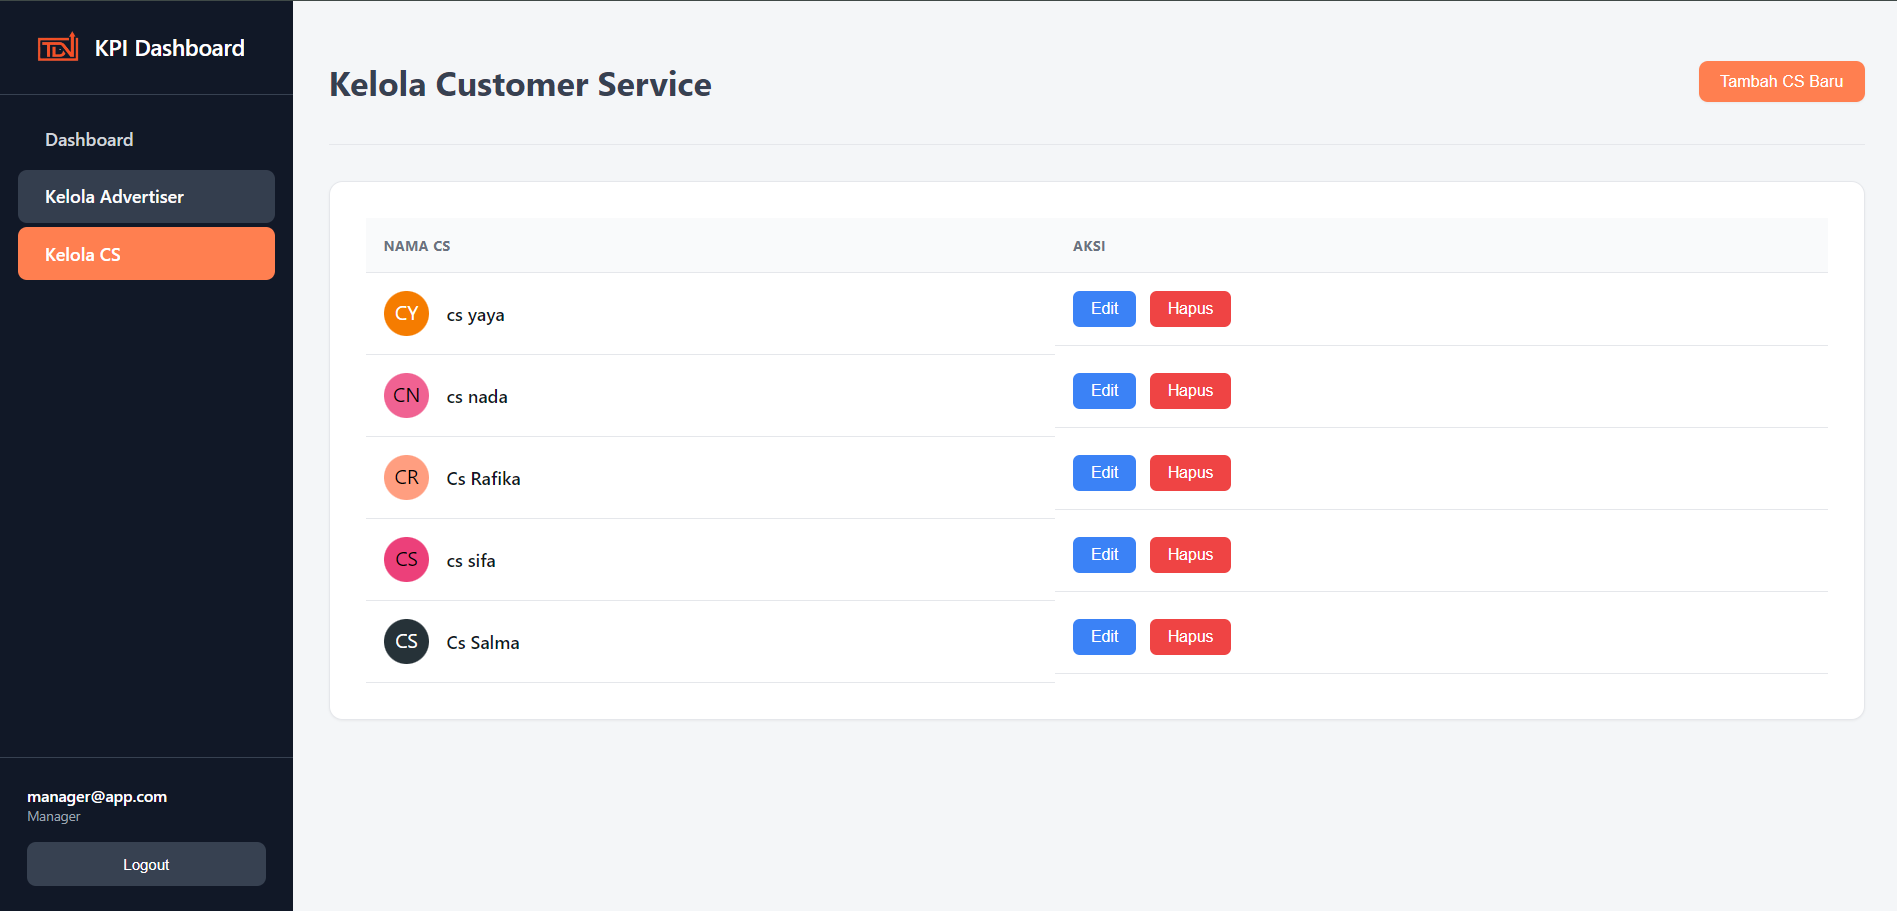 TDN KPI Dashboard
Kelola Customer Service
Tambah CS Baru
Dashboard
Kelola Advertiser
Kelola CS
NAMA CS AKSI
CY cs yaya Edit Hapus
CN cs nada Edit Hapus
CR Cs Rafika Edit Hapus
CS cs sifa Edit Hapus
CS Cs Salma Edit Hapus
manager@app.com
Manager
Logout